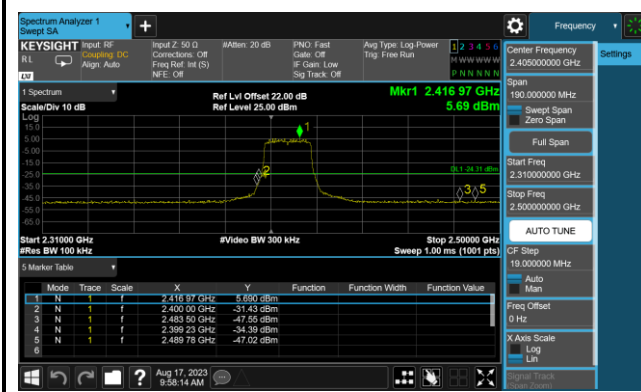 Spectrum Analyzer 1
Swept SA
+
Frequency
KEYSIGHT
RL
Input: RF
Coupling: DC
Align: Auto
Input Z: 50 Ω
Corrections: Off
Freq Ref: Int (S)
NFE: Off
#Atten: 20 dB
PNO: Fast
Gate: Off
IF Gain: Low
Sig Track: Off
Avg Type: Log-Power
Trig: Free Run
1 2 3 4 5 6
M W W W W W
P N N N N N
1 Spectrum
Scale/Div 10 dB
Ref Lvl Offset 22.00 dB
Ref Level 25.00 dBm
Mkr1 2.416 97 GHz
5.69 dBm
Log
15.0
5.00
-5.00
-15.0
-25.0
-35.0
-45.0
-55.0
-65.0
1
2
3
5
DL1 -24.31 dBm
Start 2.31000 GHz
#Res BW 100 kHz
#Video BW 300 kHz
Stop 2.50000 GHz
Sweep 1.00 ms (1001 pts)
5 Marker Table
Mode Trace Scale X Y Function Function Width Function Value
1 N 1 f 2.416 97 GHz 5.690 dBm
2 N 1 f 2.400 00 GHz -31.43 dBm
3 N 1 f 2.483 50 GHz -47.55 dBm
4 N 1 f 2.399 23 GHz -34.39 dBm
5 N 1 f 2.489 78 GHz -47.02 dBm
6
Aug 17, 2023
9:58:14 AM
?
Settings
Center Frequency
2.405000000 GHz
Span
190.000000 MHz
Swept Span
Zero Span
Full Span
Start Freq
2.310000000 GHz
Stop Freq
2.500000000 GHz
AUTO TUNE
CF Step
19.000000 MHz
Auto
Man
Freq Offset
0 Hz
X Axis Scale
Log
Lin
Signal Track
(Span Zoom)